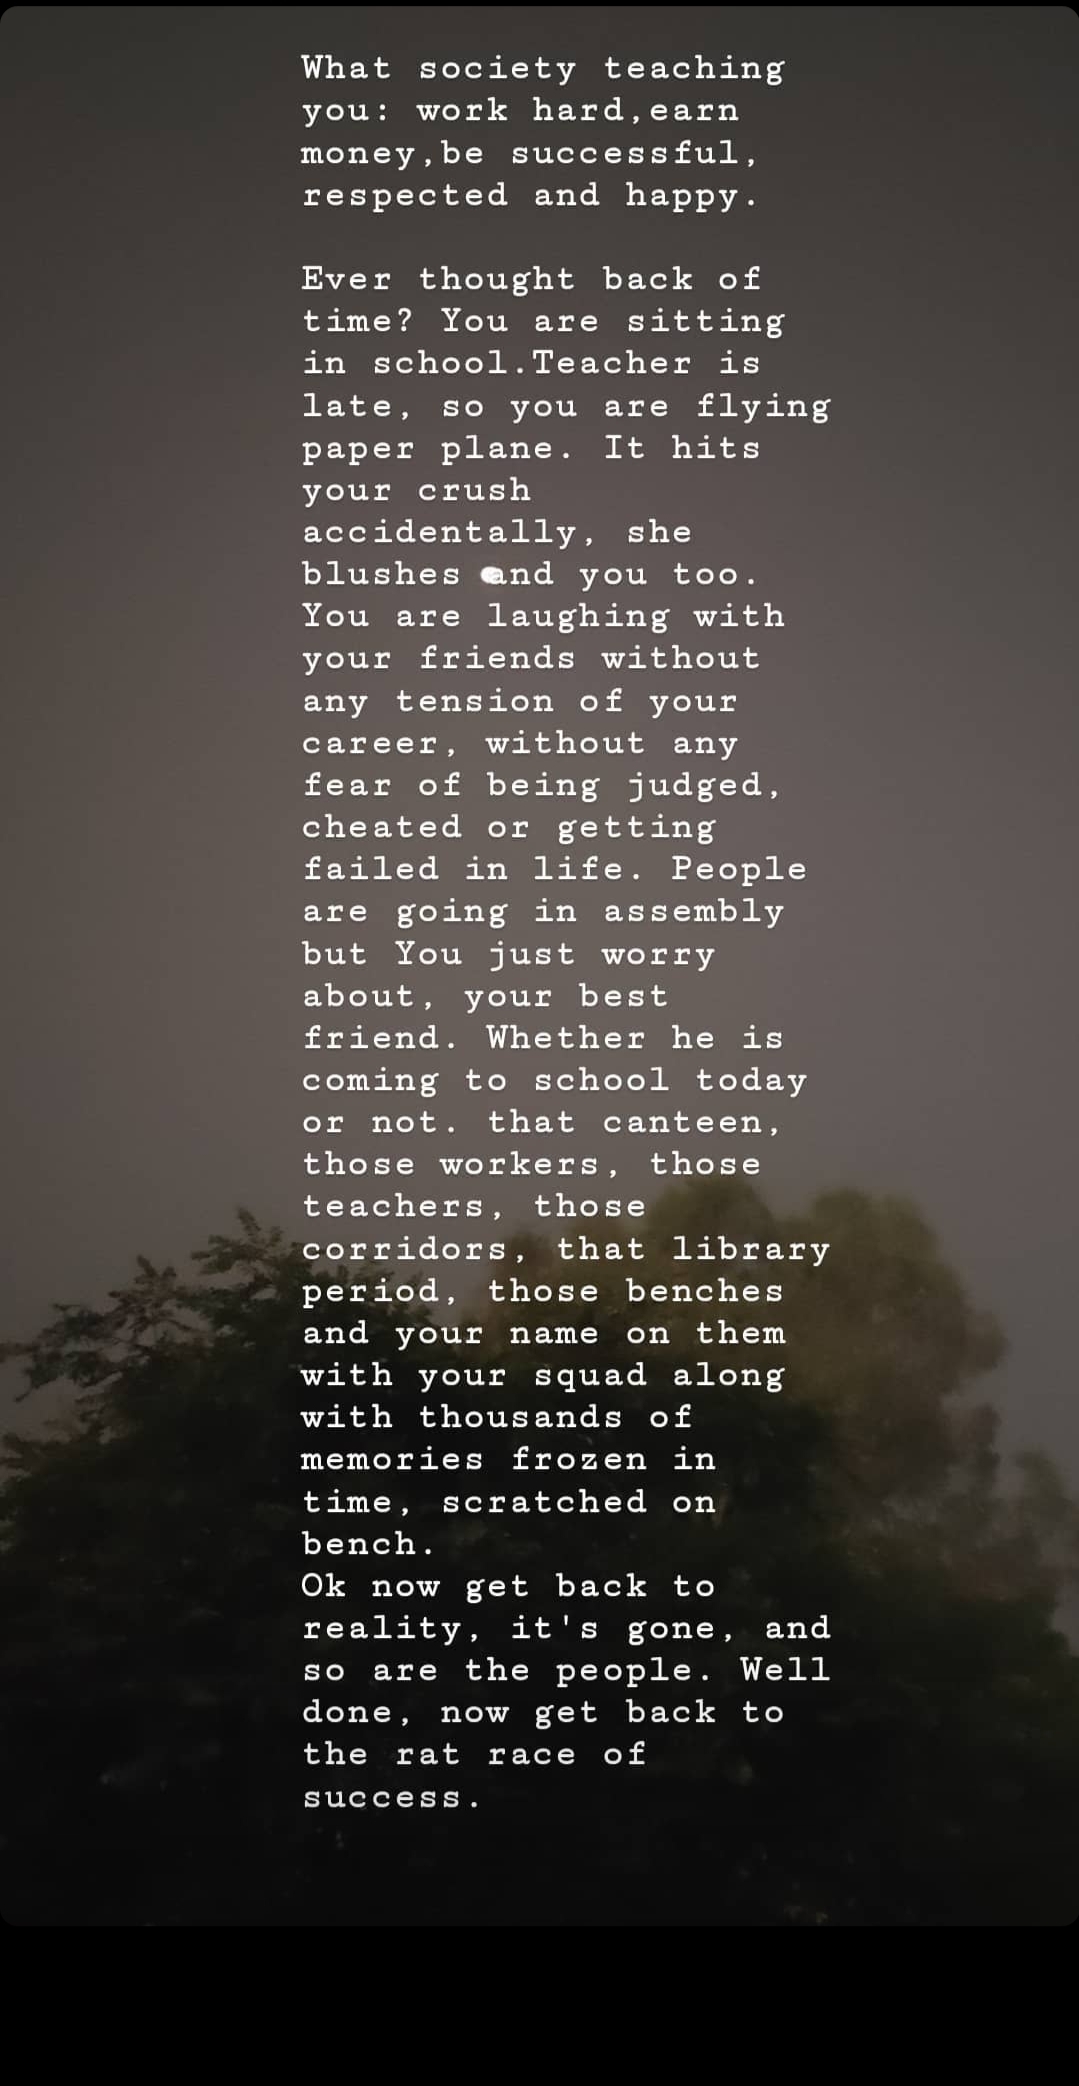 What society teaching
you: work hard,earn
money,be successful,
respected and happy.
Ever thought back of
time? You are sitting
in school.Teacher is
late, so you are flying
paper plane. It hits
your crush
accidentally, she
blushes and you too.
You are laughing with
your friends without
any tension of your
career, without any
fear of being judged,
cheated or getting
failed in life. People
are going in assembly
but You just worry
about, your best
friend. Whether he is
coming to school today
or not. that canteen,
those workers, those
teachers, those
corridors, that library
period, those benches
and your name on them
with your squad along
with thousands of
memories frozen in
time, scratched on
bench.
Ok now get back to
reality, it's gone, and
so are the people. Well
done, now get back to
the rat race of
success.